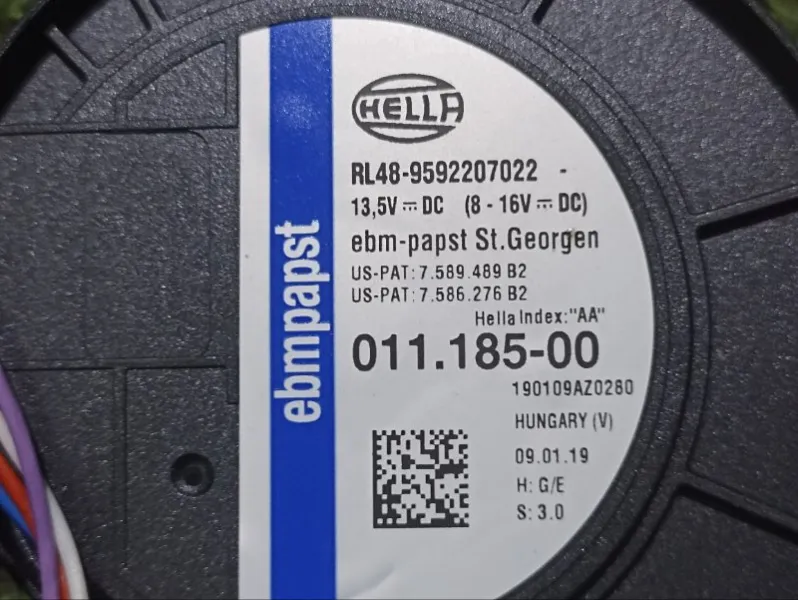 HELLA
RL48-9592207022 -
13,5V⎓DC (8 - 16V⎓DC)
ebm-papst St.Georgen
US-PAT: 7.589.489 B2
US-PAT: 7.586.276 B2
Hella Index:"AA"
011.185-00
190109AZ0280
HUNGARY (V)
09.01.19
H: G/E
S: 3.0
ebmpapst